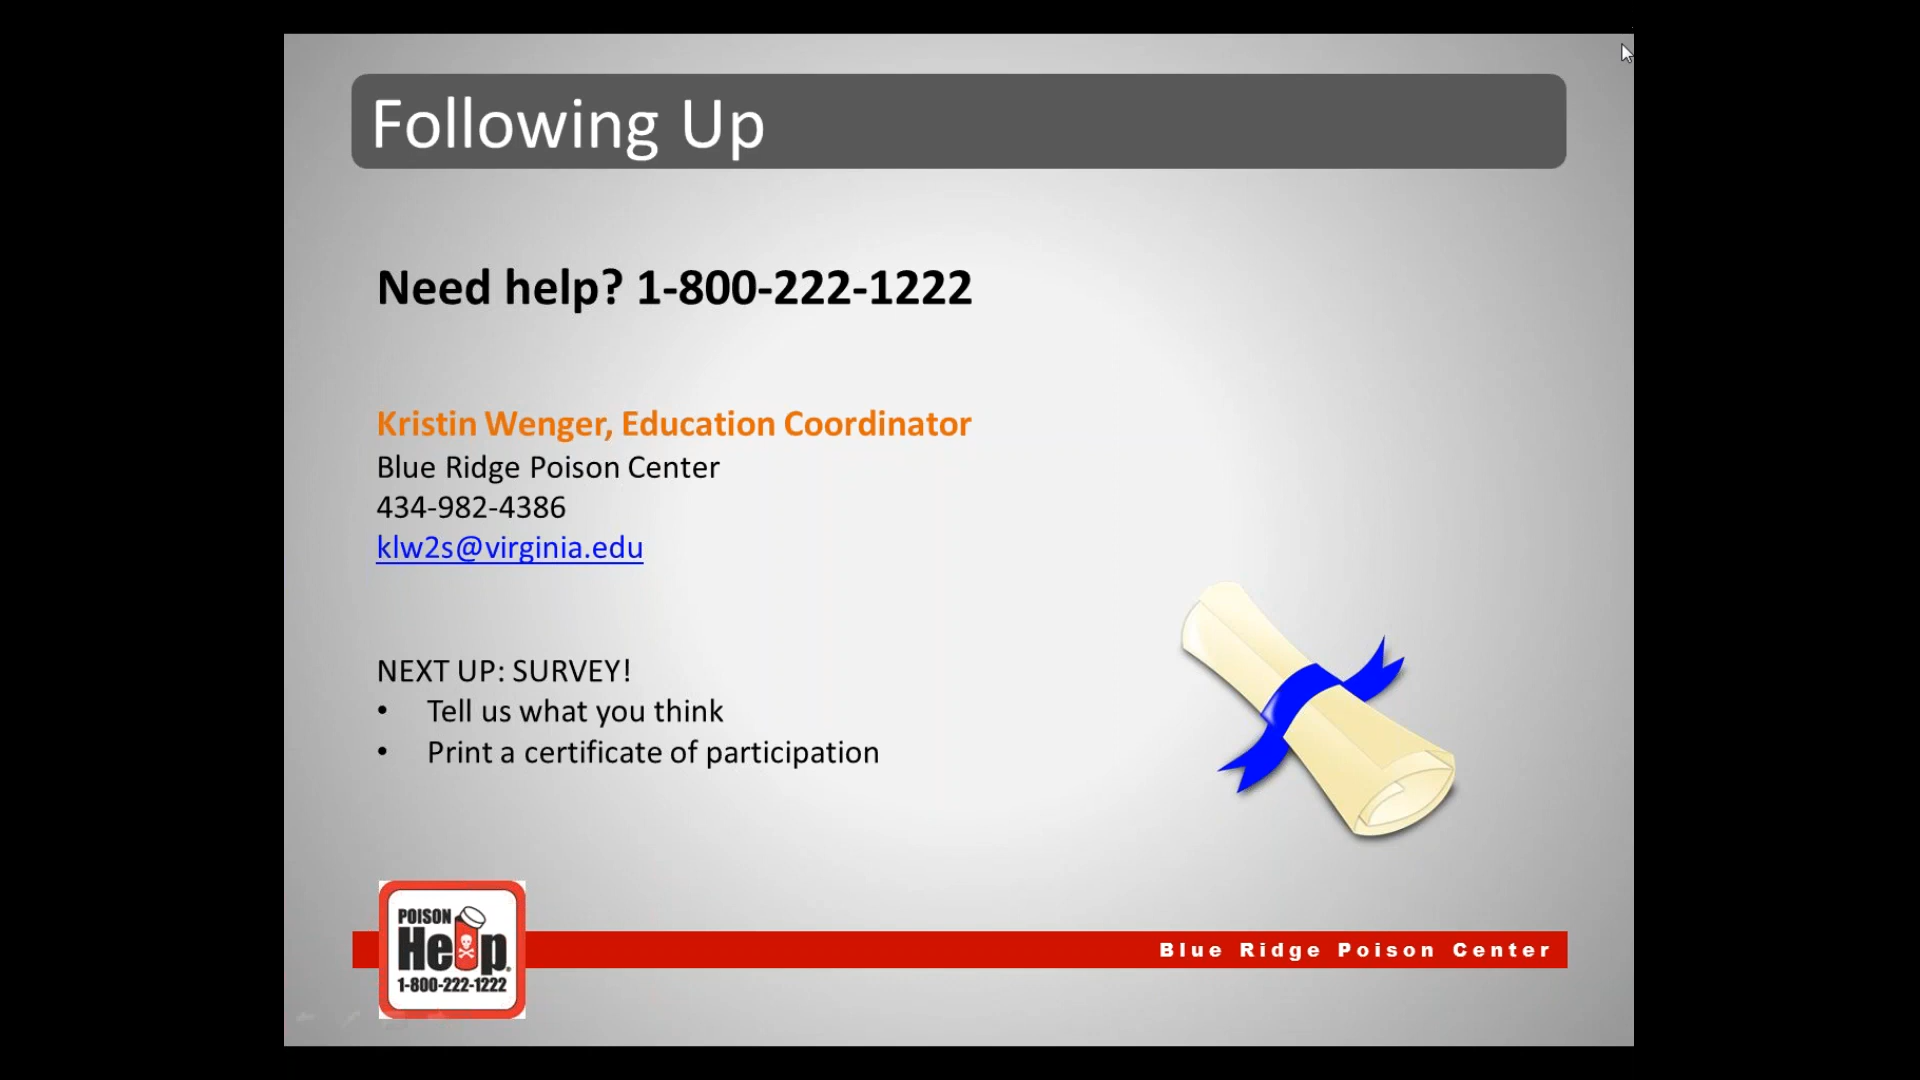 Following Up
Need help? 1-800-222-1222
Kristin Wenger, Education Coordinator
Blue Ridge Poison Center
434-982-4386
klw2s@virginia.edu
NEXT UP: SURVEY!
• Tell us what you think
• Print a certificate of participation
POISON
Help®
1-800-222-1222
Blue Ridge Poison Center